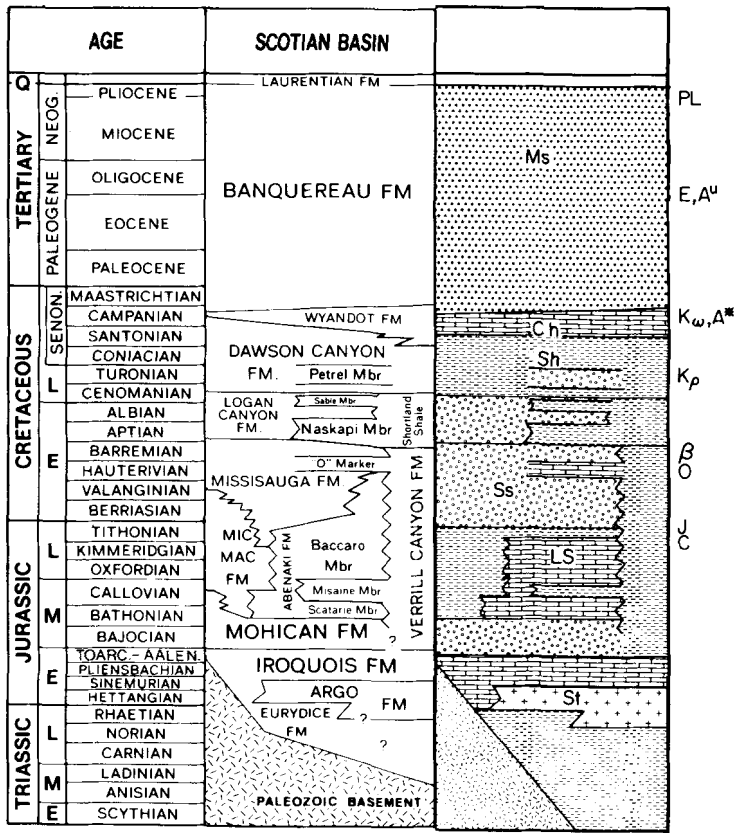 AGE
SCOTIAN BASIN
Q
TERTIARY
NEOG.
PALEOGENE
PLIOCENE
MIOCENE
OLIGOCENE
EOCENE
PALEOCENE
CRETACEOUS
SENON.
L
E
MAASTRICHTIAN
CAMPANIAN
SANTONIAN
CONIACIAN
TURONIAN
CENOMANIAN
ALBIAN
APTIAN
BARREMIAN
HAUTERIVIAN
VALANGINIAN
BERRIASIAN
JURASSIC
L
M
E
TITHONIAN
KIMMERIDGIAN
OXFORDIAN
CALLOVIAN
BATHONIAN
BAJOCIAN
TOARC.-AALEN.
PLIENSBACHIAN
SINEMURIAN
HETTANGIAN
TRIASSIC
L
M
E
RHAETIAN
NORIAN
CARNIAN
LADINIAN
ANISIAN
SCYTHIAN
LAURENTIAN FM
BANQUEREAU FM
WYANDOT FM
DAWSON CANYON
FM.
Petrel Mbr
LOGAN
CANYON
FM.
Sable Mbr
Naskapi Mbr
Shortland
Shale
O" Marker
MISSISAUGA FM.
VERRILL CANYON FM
MIC
MAC
FM
ABENAKI FM
Baccaro
Mbr
Misaine Mbr
Scatarie Mbr
MOHICAN FM
?
IROQUOIS FM
ARGO
FM
EURYDICE
FM
?
?
PALEOZOIC BASEMENT
Ms
Ch
Sh
Ss
LS
St
PL
E,Aᵘ
Kω,A*
Kρ
β
O
J
C